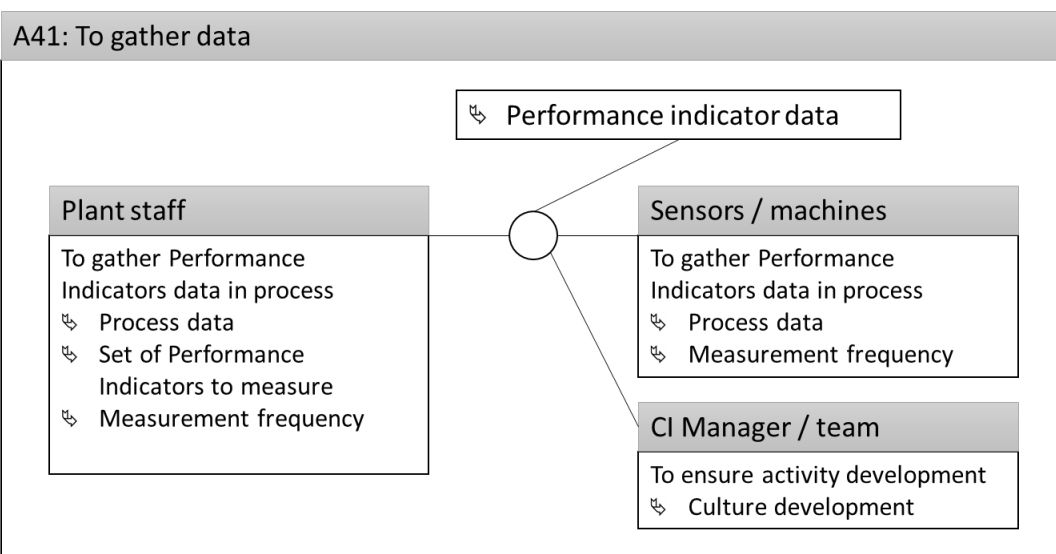 A41: To gather data
Performance indicator data
Plant staff
To gather Performance
Indicators data in process
Process data
Set of Performance
Indicators to measure
Measurement frequency
Sensors / machines
To gather Performance
Indicators data in process
Process data
Measurement frequency
CI Manager / team
To ensure activity development
Culture development